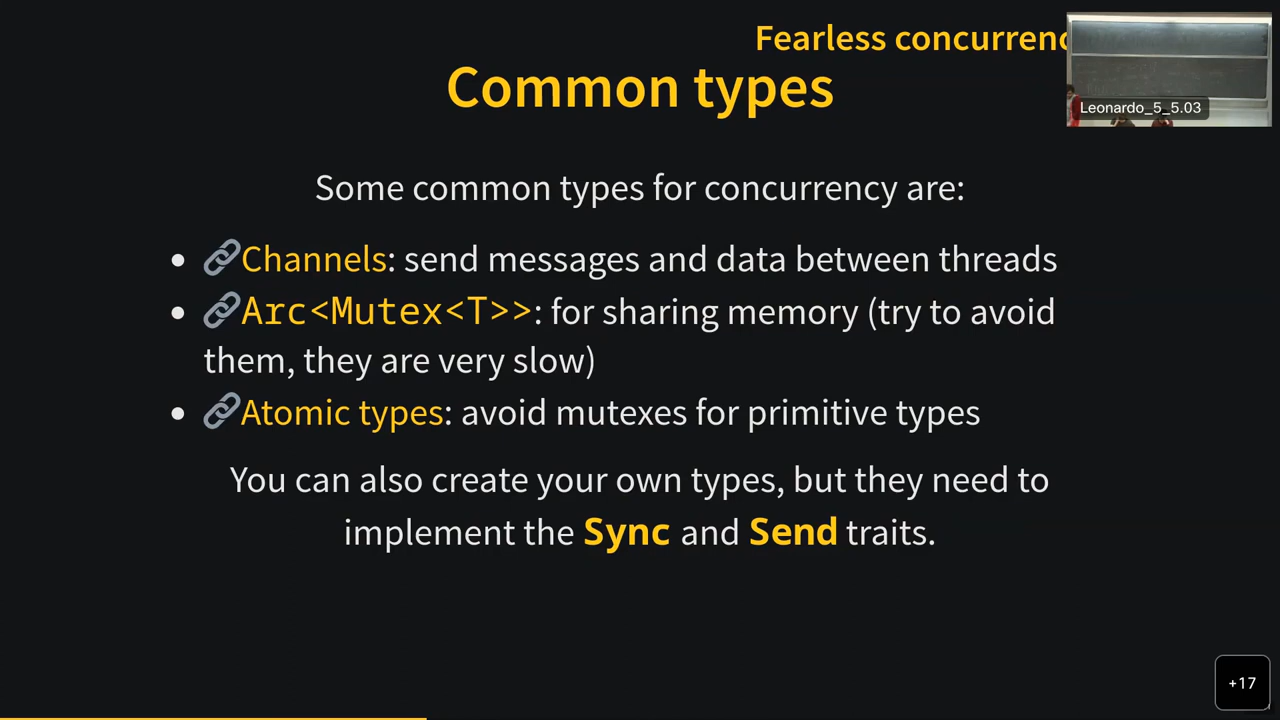 Fearless concurrenc
Common types
Leonardo_5_5.03
Some common types for concurrency are:
• 🔗Channels: send messages and data between threads
• 🔗Arc<Mutex<T>>: for sharing memory (try to avoid
them, they are very slow)
• 🔗Atomic types: avoid mutexes for primitive types
You can also create your own types, but they need to
implement the Sync and Send traits.
+17